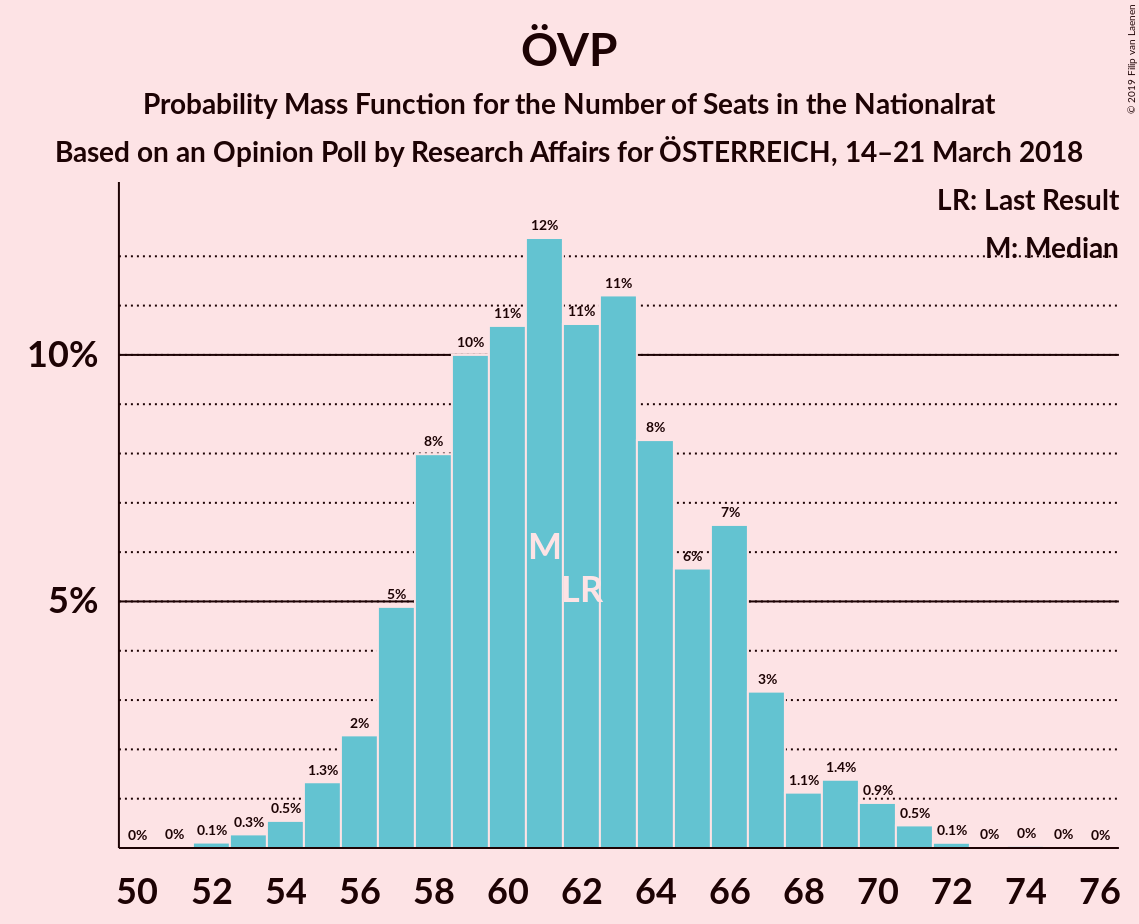 ÖVP
Probability Mass Function for the Number of Seats in the Nationalrat
Based on an Opinion Poll by Research Affairs for ÖSTERREICH, 14–21 March 2018
© 2019 Filip van Laenen
LR: Last Result
M: Median
10%
5%
0% 0% 0.1% 0.3% 0.5% 1.3% 2% 5% 8% 10% 11% 12% 11% 11% 8% 6% 7% 3% 1.1% 1.4% 0.9% 0.5% 0.1% 0% 0% 0% 0%
M
LR
50 52 54 56 58 60 62 64 66 68 70 72 74 76